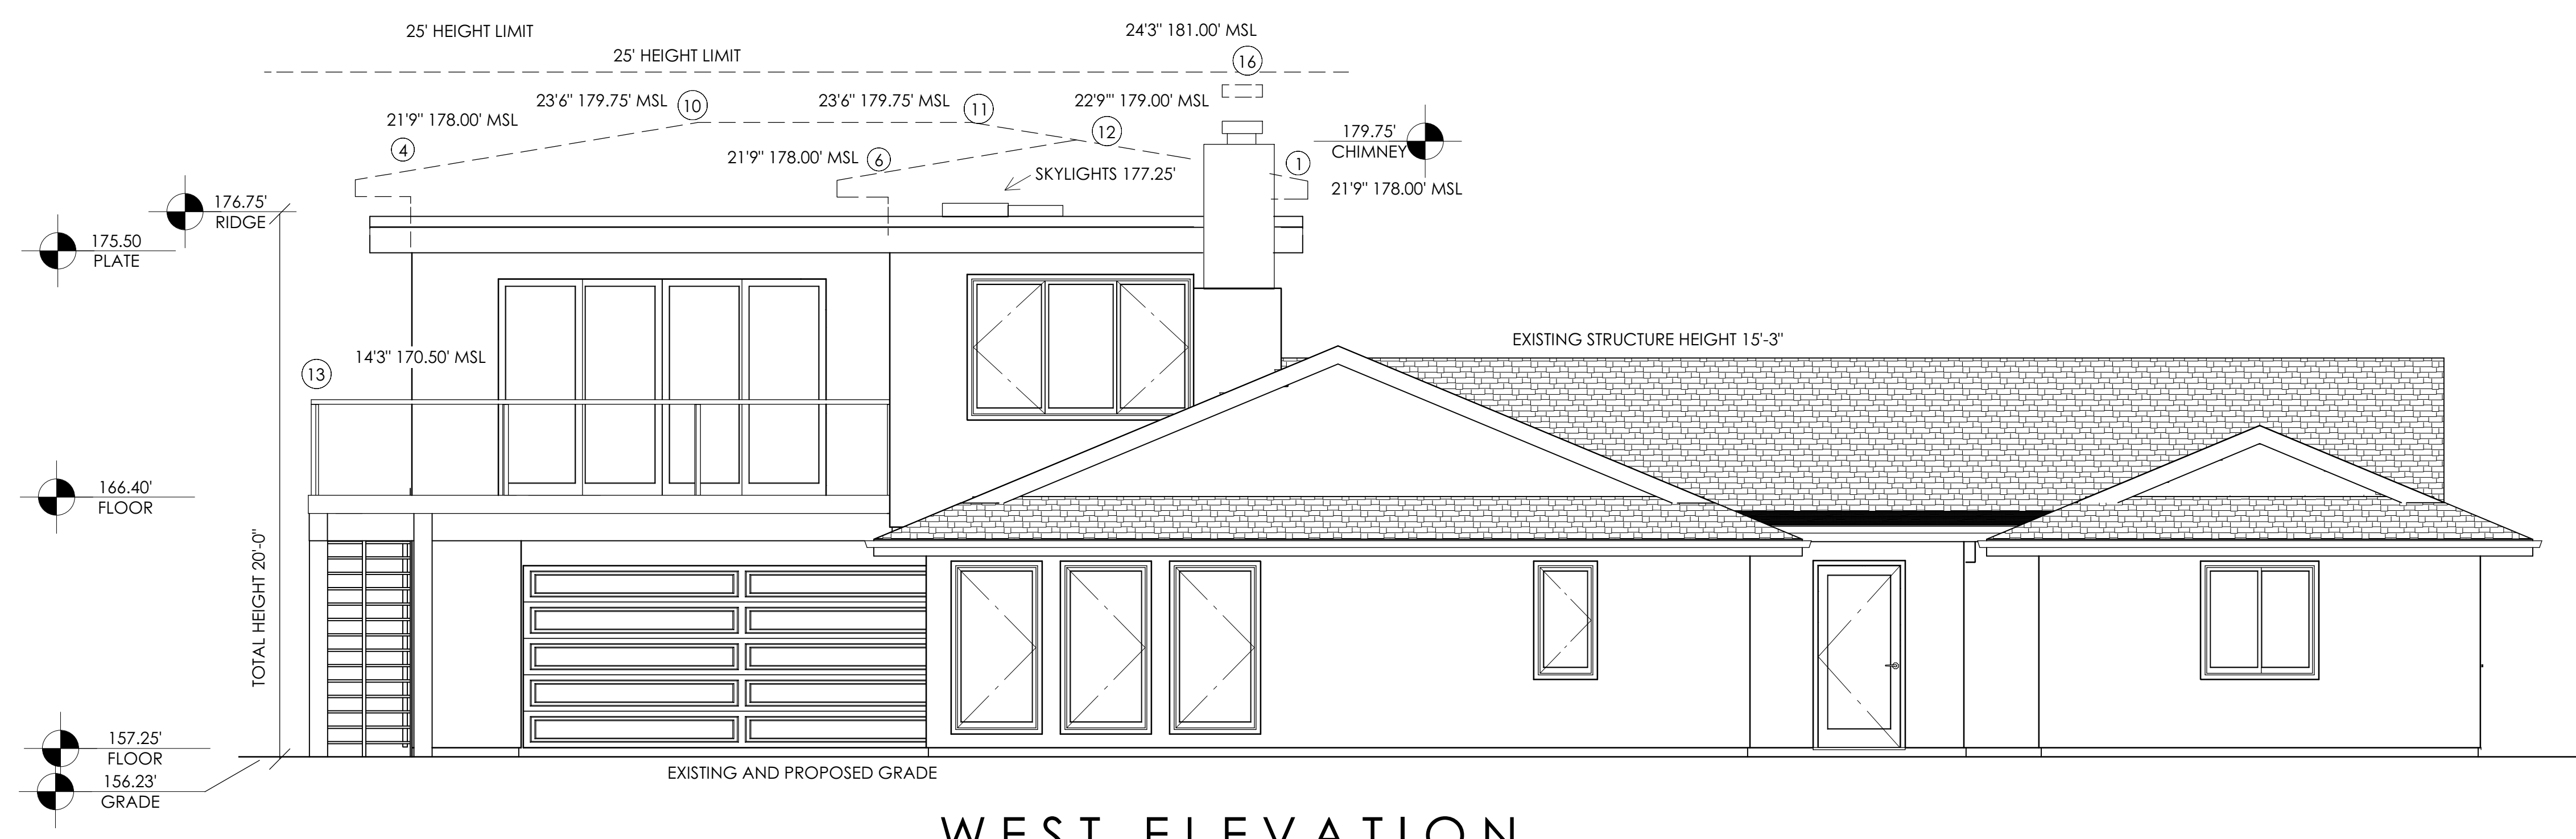 25' HEIGHT LIMIT
24'3" 181.00' MSL
25' HEIGHT LIMIT
16
23'6" 179.75' MSL
10
23'6" 179.75' MSL
11
22'9"' 179.00' MSL
21'9" 178.00' MSL
12
179.75'
CHIMNEY
4
21'9" 178.00' MSL
6
1
SKYLIGHTS 177.25'
21'9" 178.00' MSL
176.75'
RIDGE
175.50
PLATE
EXISTING STRUCTURE HEIGHT 15'-3"
14'3" 170.50' MSL
13
166.40'
FLOOR
TOTAL HEIGHT 20'-0"
157.25'
FLOOR
156.23'
GRADE
EXISTING AND PROPOSED GRADE
WEST ELEVATION